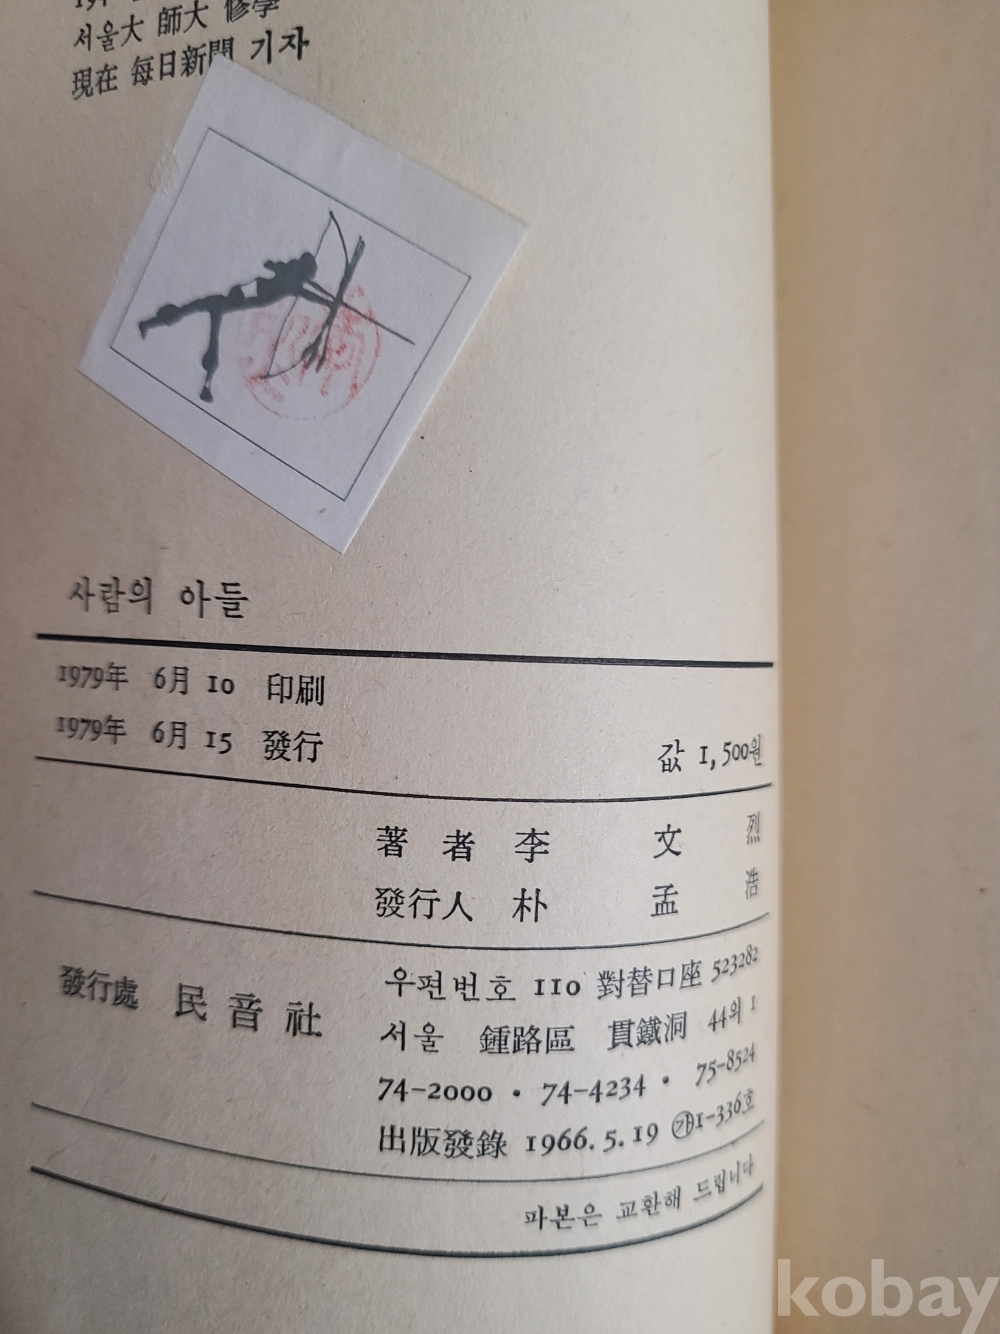 서울大 師大 修學
現在 每日新聞 기자
사람의 아들
1979年 6月 10 印刷
1979年 6月 15 發行
값 1,500원
著者 李文烈
發行人 朴孟浩
發行處 民音社
우편번호 110 對替口座 523282
서울 鍾路區 貫鐵洞 44의 1
74-2000 · 74-4234 · 75-8524
出版發錄 1966. 5. 19 ㉮1-336호
파본은 교환해 드립니다
kobay